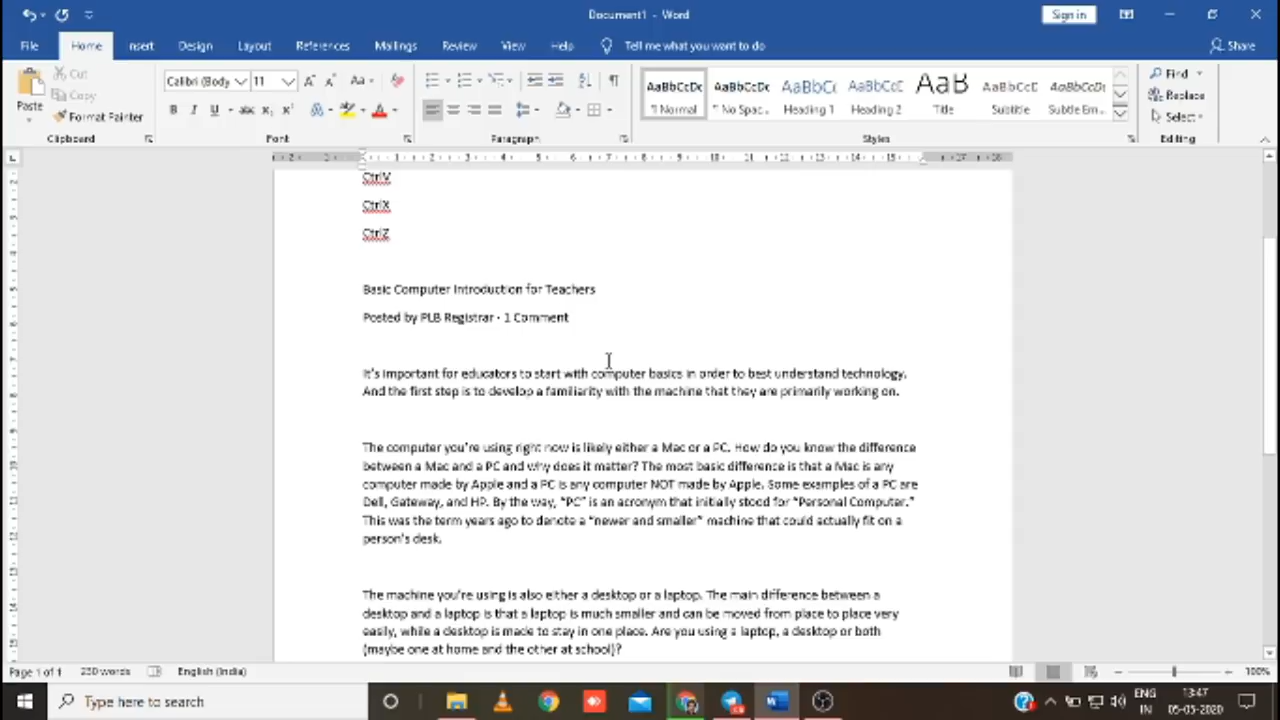 Document1 - Word
Sign in
File Home Insert Design Layout References Mailings Review View Help Tell me what you want to do Share
Paste
Cut
Copy
Format Painter
Clipboard
Calibri (Body 11
Font
Paragraph
AaBbCcDc AaBbCcDc AaBbCc AaBbCcD AaB AaBbCcD AaBbCcDc
¶ Normal ¶ No Spac... Heading 1 Heading 2 Title Subtitle Subtle Em...
Styles
Find
Replace
Select
Editing
CtrlV
CtrlX
CtrlZ
Basic Computer Introduction for Teachers
Posted by PLB Registrar · 1 Comment
It's important for educators to start with computer basics in order to best understand technology.
And the first step is to develop a familiarity with the machine that they are primarily working on.
The computer you're using right now is likely either a Mac or a PC. How do you know the difference
between a Mac and a PC and why does it matter? The most basic difference is that a Mac is any
computer made by Apple and a PC is any computer NOT made by Apple. Some examples of a PC are
Dell, Gateway, and HP. By the way, "PC" is an acronym that initially stood for "Personal Computer."
This was the term years ago to denote a "newer and smaller" machine that could actually fit on a
person's desk.
The machine you're using is also either a desktop or a laptop. The main difference between a
desktop and a laptop is that a laptop is much smaller and can be moved from place to place very
easily, while a desktop is made to stay in one place. Are you using a laptop, a desktop or both
(maybe one at home and the other at school)?
Page 1 of 1 230 words English (India) 100%
Type here to search
ENG
IN
13:47
05-05-2020